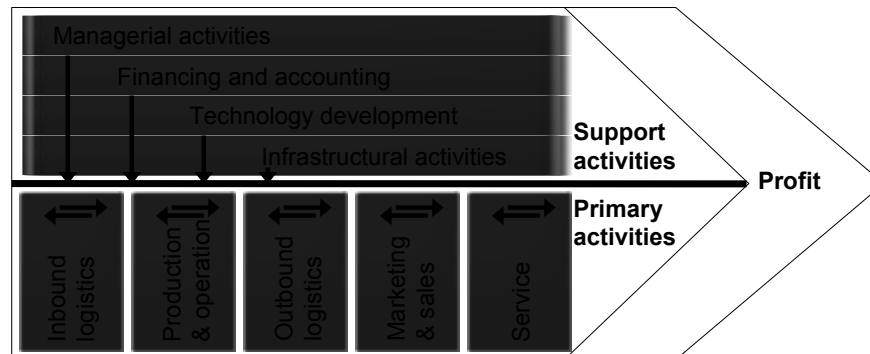 Managerial activities
Financing and accounting
Technology development
Infrastructural activities
Support
activities
Profit
Primary
activities
Inbound
logistics
Production
& operation
Outbound
logistics
Marketing
& sales
Service